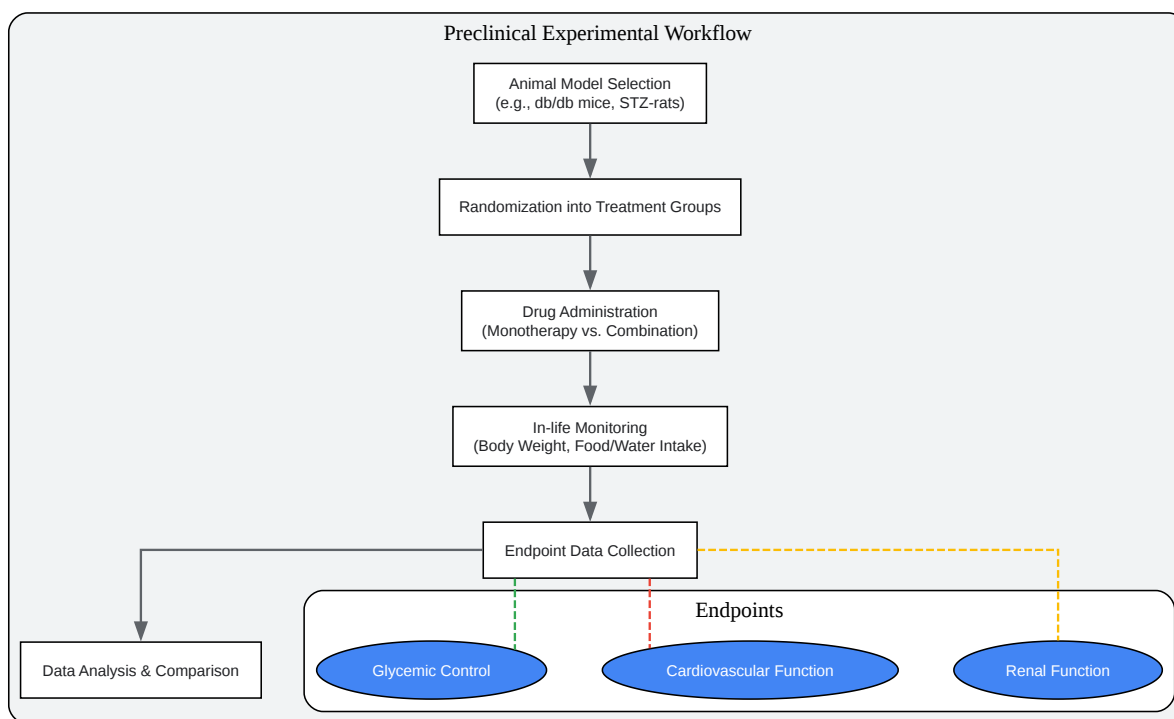 Preclinical Experimental Workflow
Animal Model Selection
(e.g., db/db mice, STZ-rats)
Randomization into Treatment Groups
Drug Administration
(Monotherapy vs. Combination)
In-life Monitoring
(Body Weight, Food/Water Intake)
Endpoint Data Collection
Endpoints
Data Analysis & Comparison
Glycemic Control
Cardiovascular Function
Renal Function